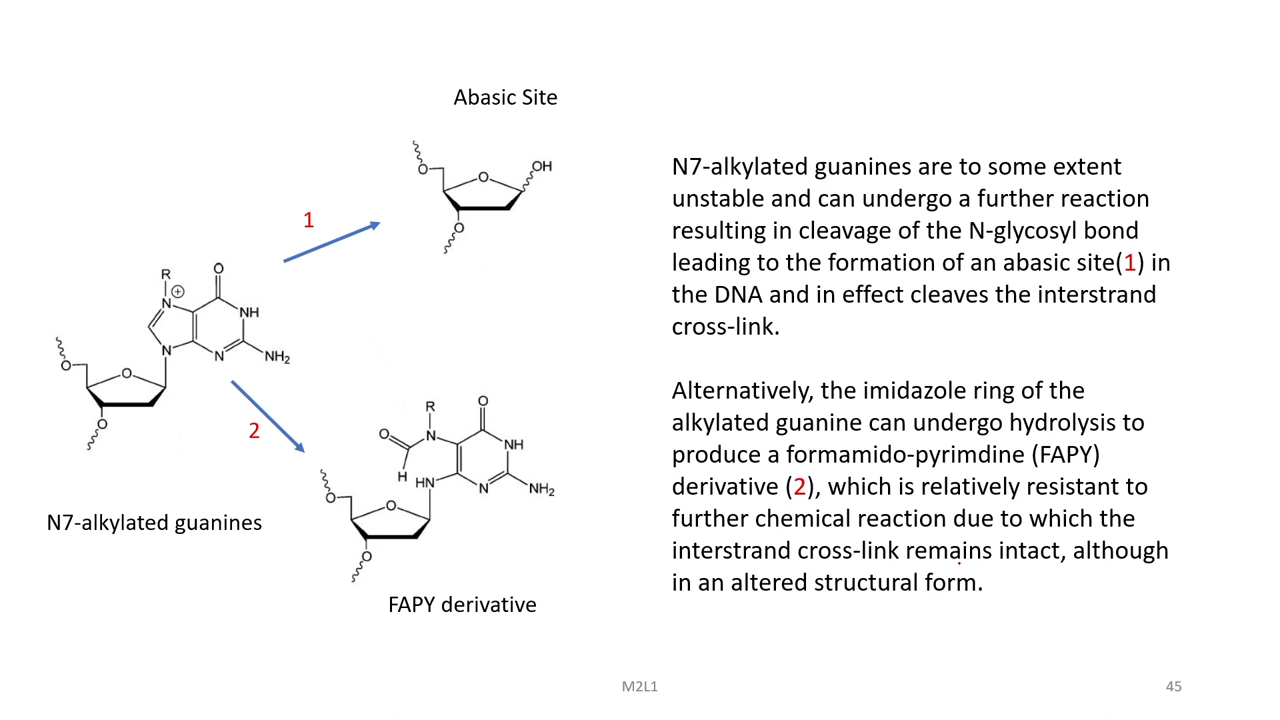 Abasic Site
O
OH
O
O
1
R
O
N
⊕
NH
N
N
NH₂
O
O
O
2
N7-alkylated guanines
R
O
O
N
NH
H
HN
N
NH₂
O
O
O
FAPY derivative
N7-alkylated guanines are to some extent
unstable and can undergo a further reaction
resulting in cleavage of the N-glycosyl bond
leading to the formation of an abasic site(1) in
the DNA and in effect cleaves the interstrand
cross-link.
Alternatively, the imidazole ring of the
alkylated guanine can undergo hydrolysis to
produce a formamido-pyrimdine (FAPY)
derivative (2), which is relatively resistant to
further chemical reaction due to which the
interstrand cross-link remains intact, although
in an altered structural form.
M2L1
45